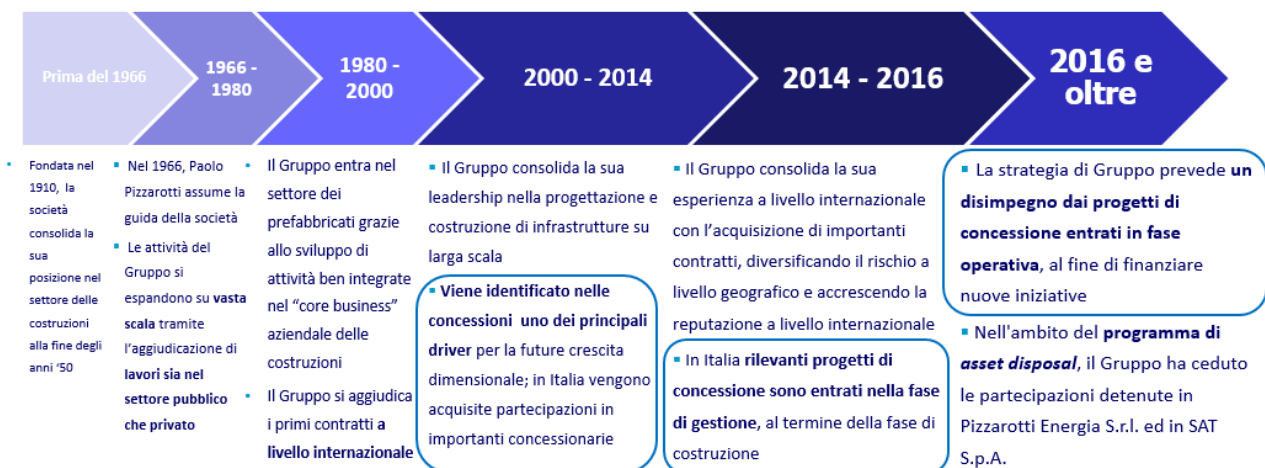 Prima del 1966
1966 -
1980
1980 -
2000
2000 - 2014
2014 - 2016
2016 e
oltre
• Fondata nel
1910, la
società
consolida la
sua
posizione nel
settore delle
costruzioni
alla fine degli
anni ‘50
▪ Nel 1966, Paolo
Pizzarotti assume la
guida della società
▪ Le attività del
Gruppo si
espandono su vasta
scala tramite
l’aggiudicazione di
lavori sia nel
settore pubblico
che privato
• Il Gruppo entra nel
settore dei
prefabbricati grazie
allo sviluppo di
attività ben integrate
nel “core business”
aziendale delle
costruzioni
• Il Gruppo si aggiudica
i primi contratti a
livello internazionale
▪ Il Gruppo consolida la sua
leadership nella progettazione e
costruzione di infrastrutture su
larga scala
▪ Viene identificato nelle
concessioni uno dei principali
driver per la future crescita
dimensionale; in Italia vengono
acquisite partecipazioni in
importanti concessionarie
▪ Il Gruppo consolida la sua
esperienza a livello internazionale
con l’acquisizione di importanti
contratti, diversificando il rischio a
livello geografico e accrescendo la
reputazione a livello internazionale
▪ In Italia rilevanti progetti di
concessione sono entrati nella fase
di gestione, al termine della fase di
costruzione
▪ La strategia di Gruppo prevede un
disimpegno dai progetti di
concessione entrati in fase
operativa, al fine di finanziare
nuove iniziative
▪ Nell'ambito del programma di
asset disposal, il Gruppo ha ceduto
le partecipazioni detenute in
Pizzarotti Energia S.r.l. ed in SAT
S.p.A.